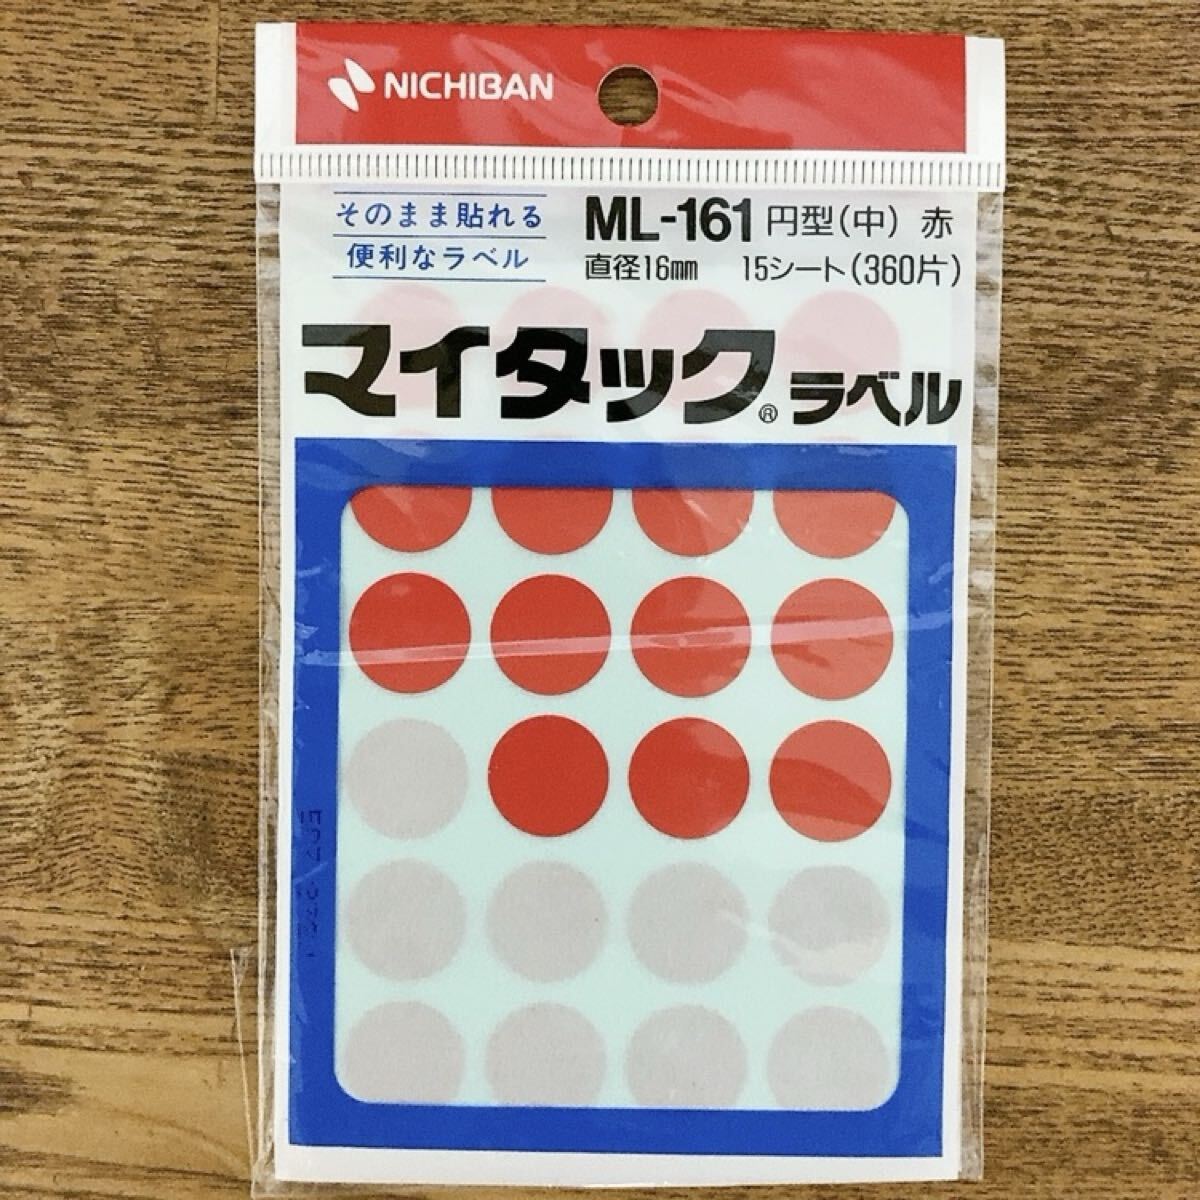 NICHIBAN
そのまま貼れる
便利なラベル
ML-161 円型(中) 赤
直径16mm 15シート(360片)
マイタック®ラベル